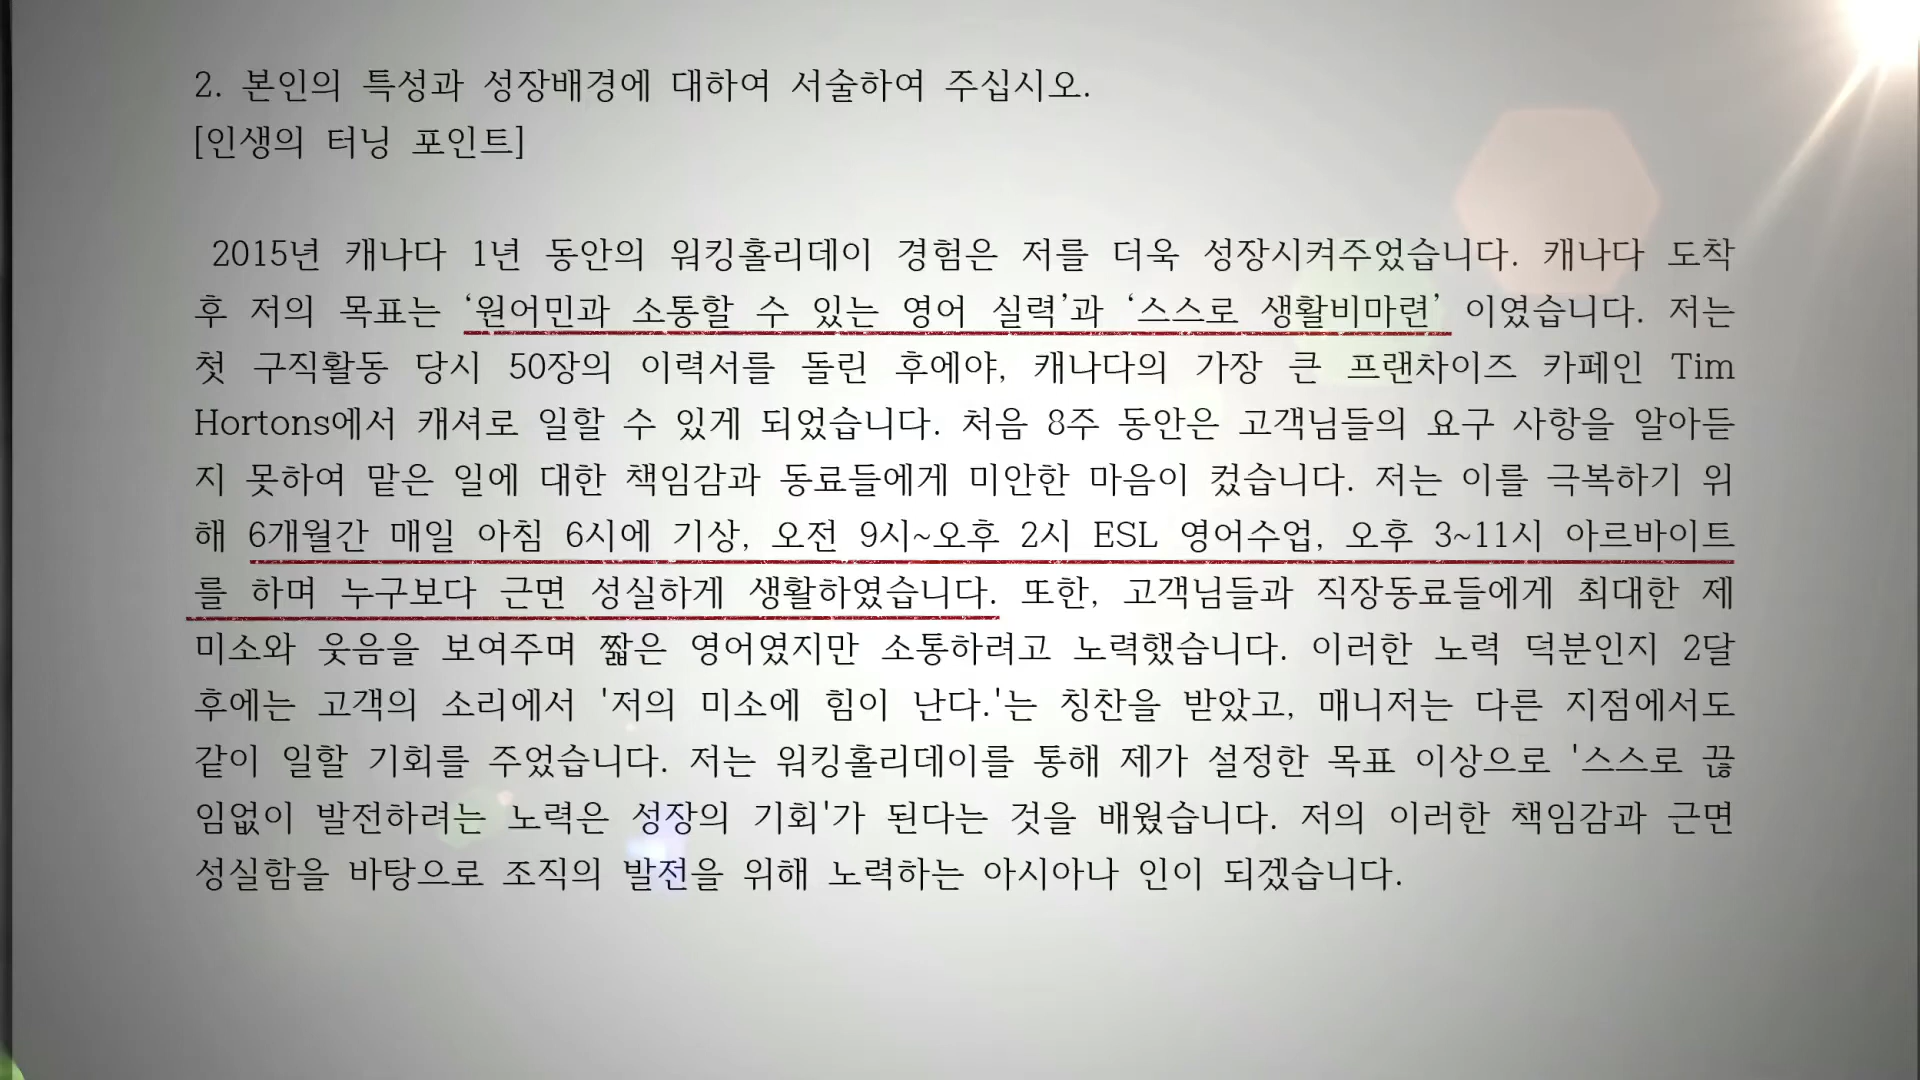 2. 본인의 특성과 성장배경에 대하여 서술하여 주십시오.
[인생의 터닝 포인트]
2015년 캐나다 1년 동안의 워킹홀리데이 경험은 저를 더욱 성장시켜주었습니다. 캐나다 도착
후 저의 목표는 ‘원어민과 소통할 수 있는 영어 실력’과 ‘스스로 생활비마련’ 이였습니다. 저는
첫 구직활동 당시 50장의 이력서를 돌린 후에야, 캐나다의 가장 큰 프랜차이즈 카페인 Tim
Hortons에서 캐셔로 일할 수 있게 되었습니다. 처음 8주 동안은 고객님들의 요구 사항을 알아듣
지 못하여 맡은 일에 대한 책임감과 동료들에게 미안한 마음이 컸습니다. 저는 이를 극복하기 위
해 6개월간 매일 아침 6시에 기상, 오전 9시~오후 2시 ESL 영어수업, 오후 3~11시 아르바이트
를 하며 누구보다 근면 성실하게 생활하였습니다. 또한, 고객님들과 직장동료들에게 최대한 제
미소와 웃음을 보여주며 짧은 영어였지만 소통하려고 노력했습니다. 이러한 노력 덕분인지 2달
후에는 고객의 소리에서 '저의 미소에 힘이 난다.'는 칭찬을 받았고, 매니저는 다른 지점에서도
같이 일할 기회를 주었습니다. 저는 워킹홀리데이를 통해 제가 설정한 목표 이상으로 '스스로 끊
임없이 발전하려는 노력은 성장의 기회'가 된다는 것을 배웠습니다. 저의 이러한 책임감과 근면
성실함을 바탕으로 조직의 발전을 위해 노력하는 아시아나 인이 되겠습니다.